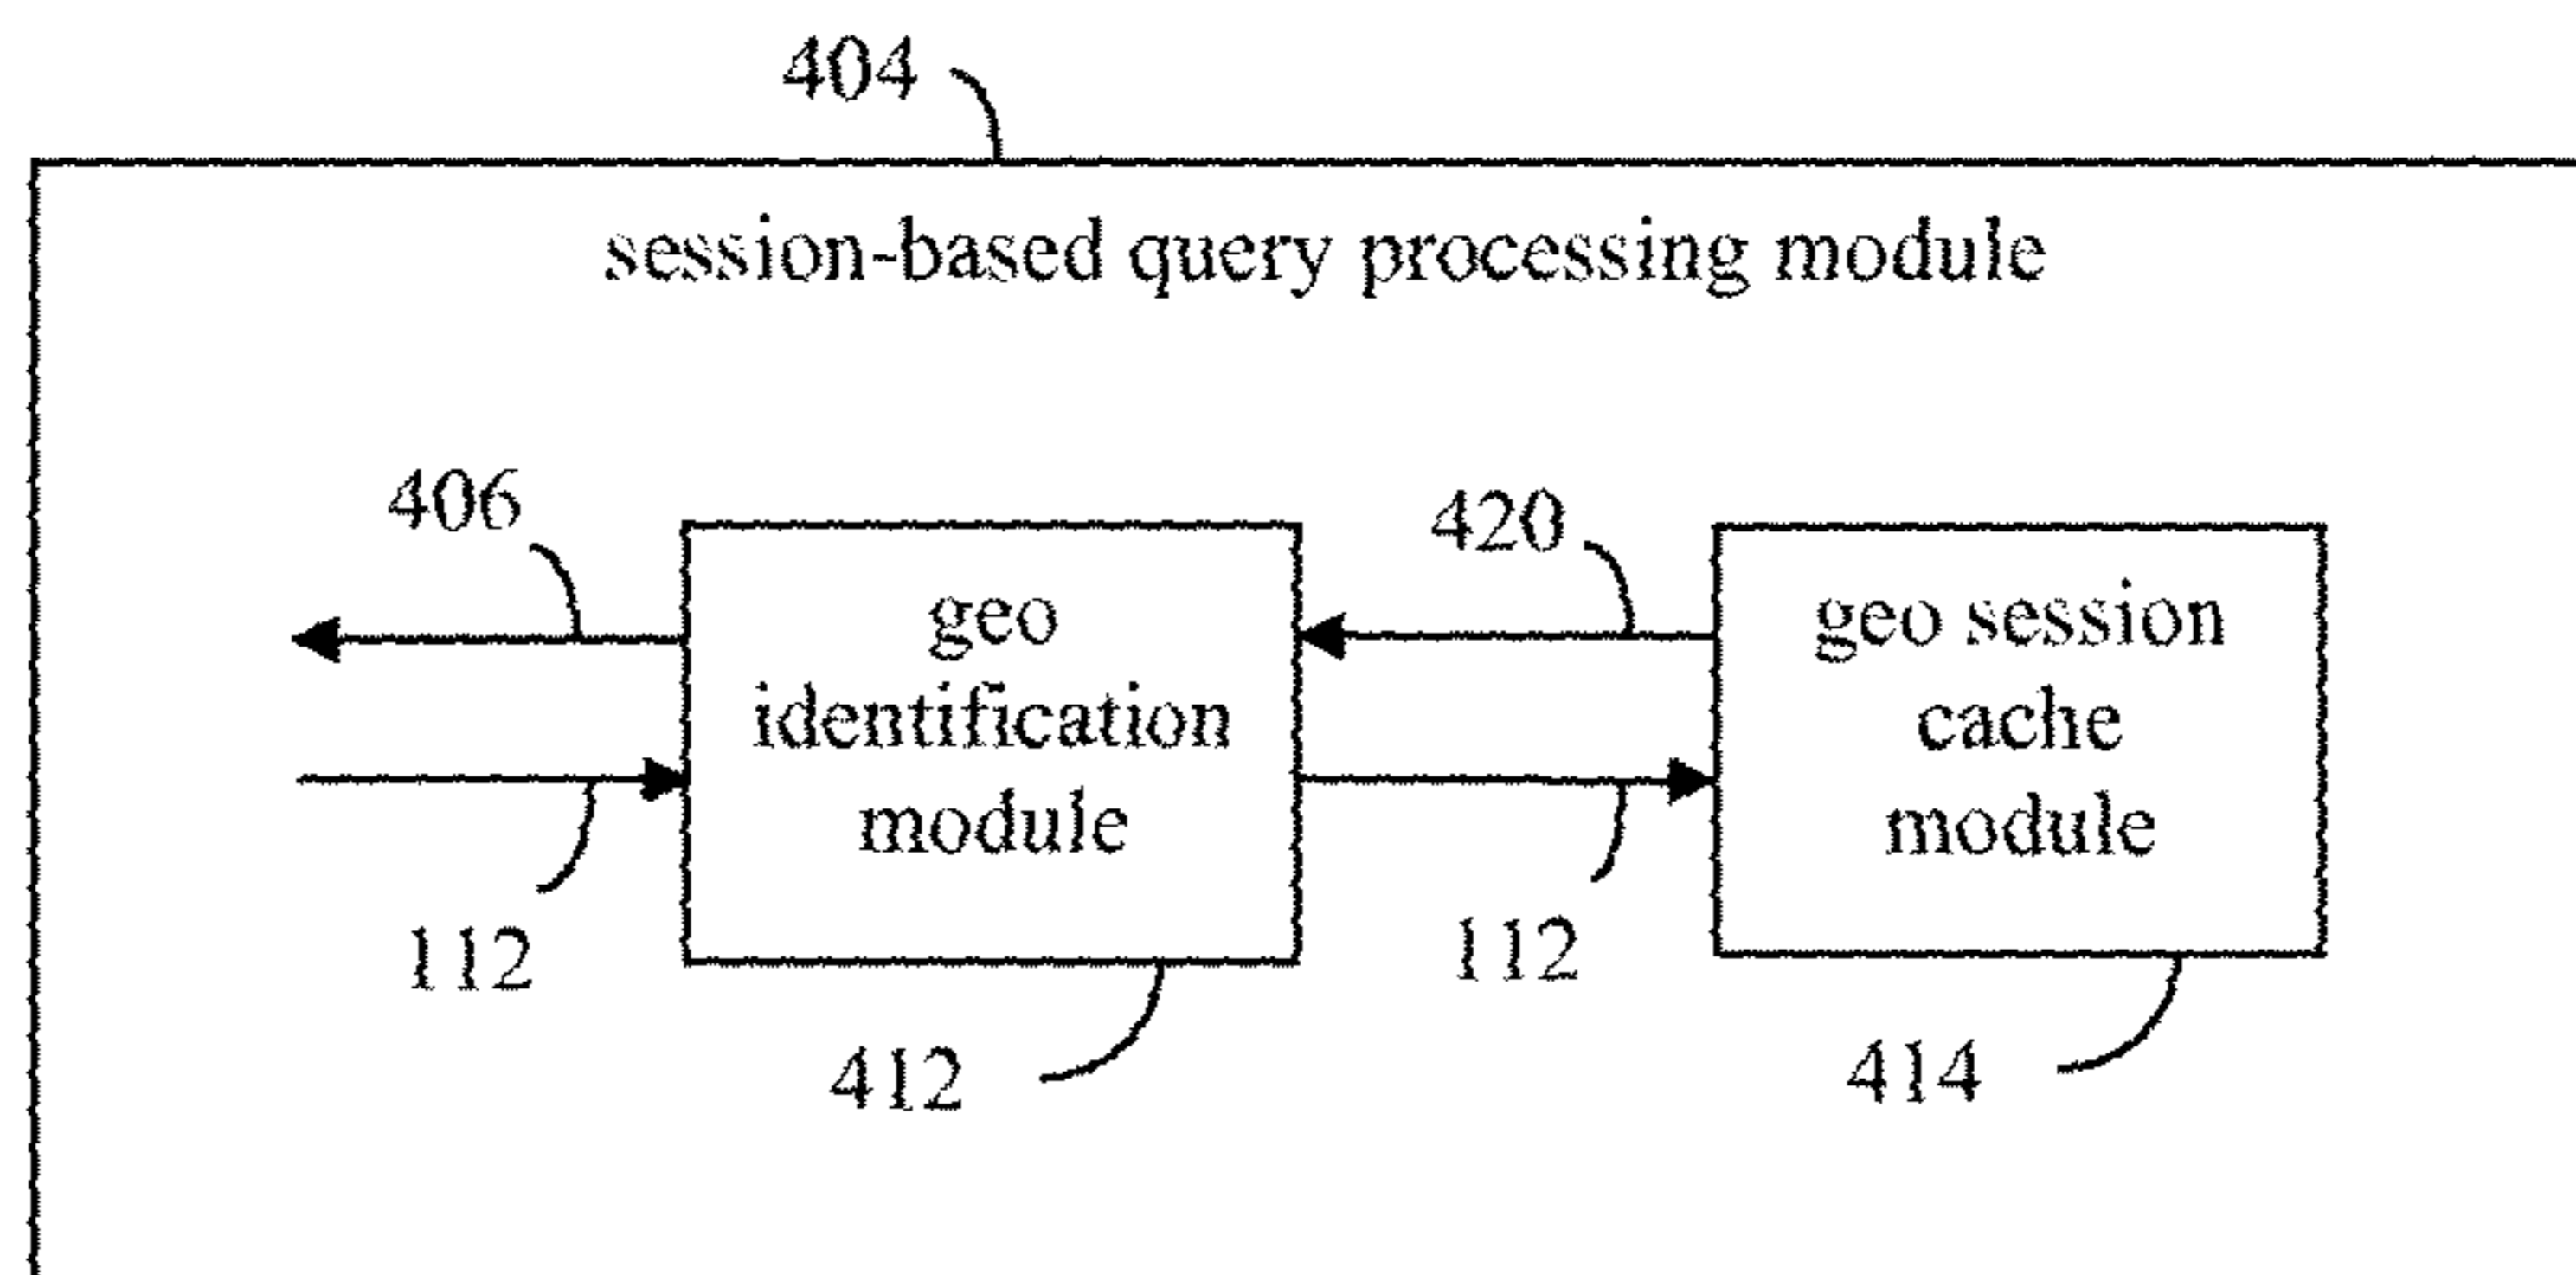 404
session-based query processing module
406
420
geo
identification
module
geo session
cache
module
112
112
412
414